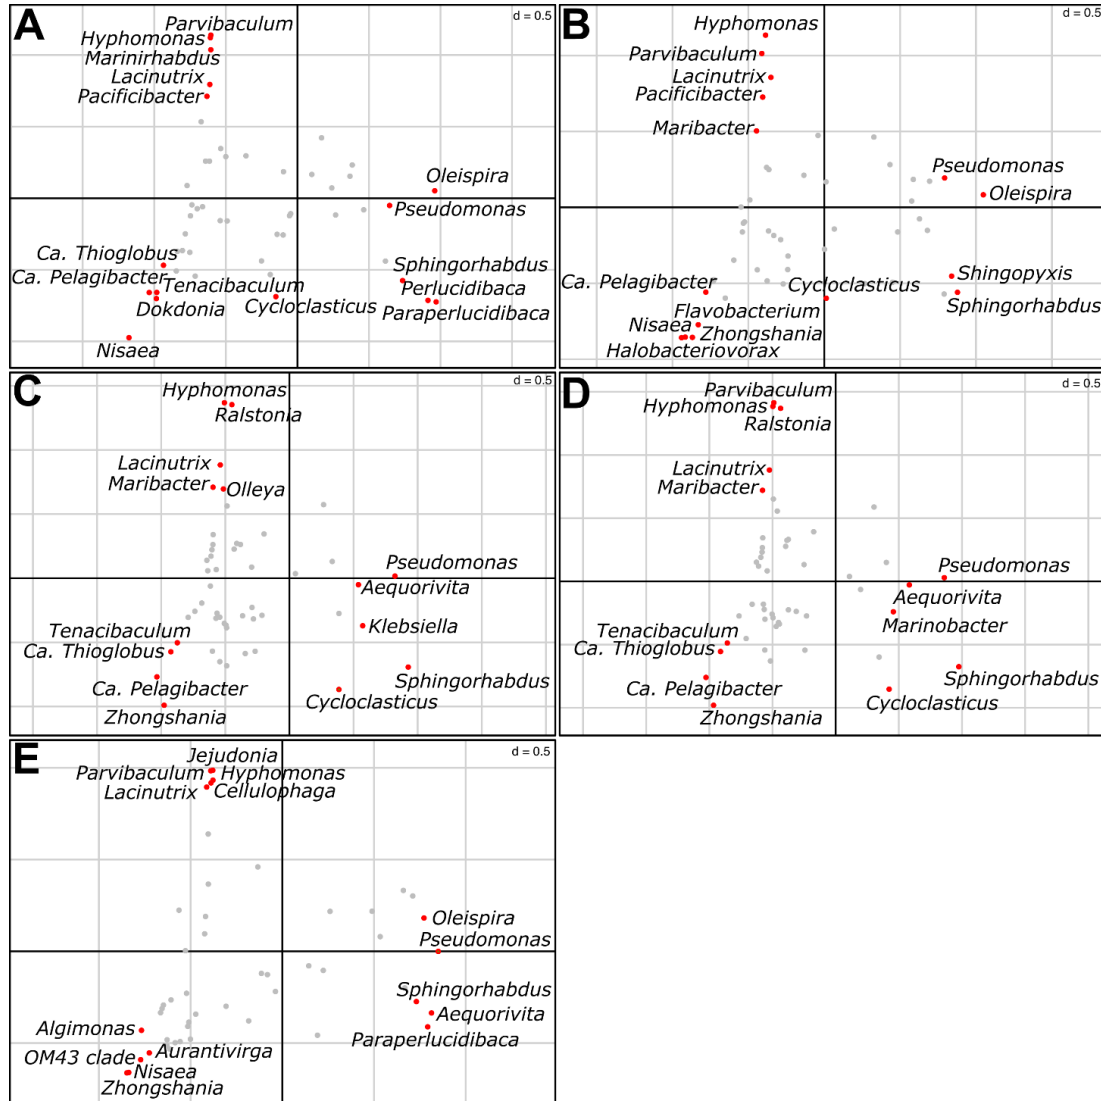 A
d = 0.5
Parvibaculum
Hyphomonas
Marinirhabdus
Lacinutrix
Pacificibacter
Oleispira
Pseudomonas
Ca. Thioglobus
Sphingorhabdus
Ca. Pelagibacter
Tenacibaculum
Perlucidibaca
Dokdonia
Cycloclasticus
Paraperlucidibaca
Nisaea
B
d = 0.5
Hyphomonas
Parvibaculum
Lacinutrix
Pacificibacter
Maribacter
Pseudomonas
Oleispira
Shingopyxis
Ca. Pelagibacter
Cycloclasticus
Sphingorhabdus
Flavobacterium
Nisaea
Zhongshania
Halobacteriovorax
C
d = 0.5
Hyphomonas
Ralstonia
Lacinutrix
Maribacter
Olleya
Pseudomonas
Aequorivita
Klebsiella
Tenacibaculum
Ca. Thioglobus
Sphingorhabdus
Ca. Pelagibacter
Cycloclasticus
Zhongshania
D
d = 0.5
Parvibaculum
Hyphomonas
Ralstonia
Lacinutrix
Maribacter
Pseudomonas
Aequorivita
Marinobacter
Tenacibaculum
Ca. Thioglobus
Sphingorhabdus
Ca. Pelagibacter
Cycloclasticus
Zhongshania
E
d = 0.5
Jejudonia
Parvibaculum
Hyphomonas
Lacinutrix
Cellulophaga
Oleispira
Pseudomonas
Sphingorhabdus
Aequorivita
Algimonas
Paraperlucidibaca
Aurantivirga
OM43 clade
Nisaea
Zhongshania